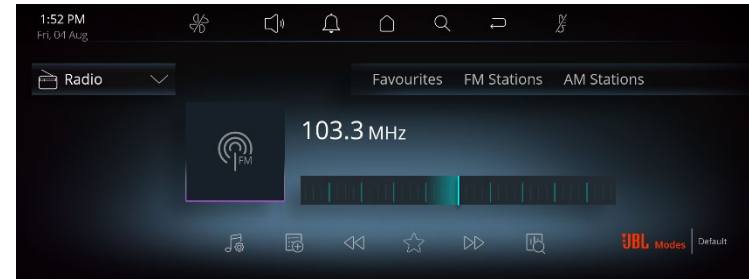 1:52 PM
Fri, 04 Aug
Radio
Favourites FM Stations AM Stations
103.3 MHz
FM
JBL Modes Default